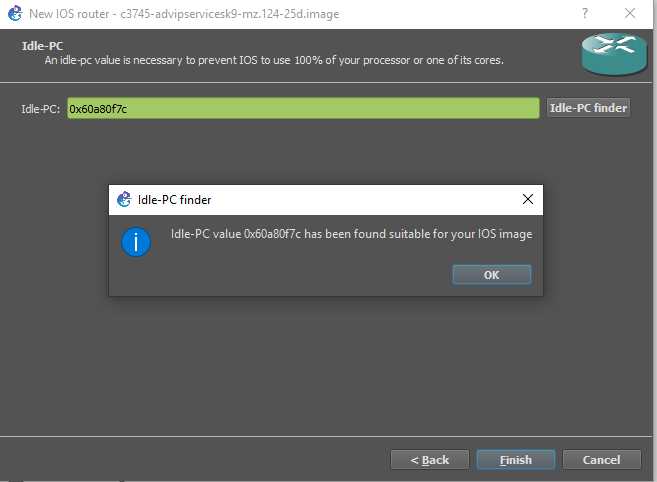 New IOS router - c3745-advipservicesk9-mz.124-25d.image
?
Idle-PC
An idle-pc value is necessary to prevent IOS to use 100% of your processor or one of its cores.
Idle-PC: 0x60a80f7c Idle-PC finder
Idle-PC finder
Idle-PC value 0x60a80f7c has been found suitable for your IOS image
OK
< Back Finish Cancel